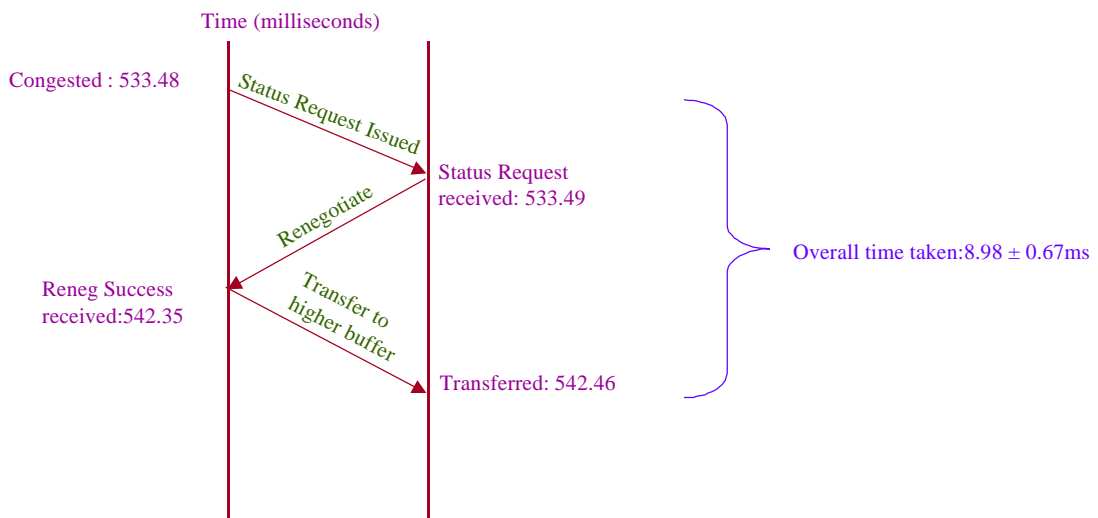 Time (milliseconds)
Congested : 533.48
Status Request Issued
Status Request
received: 533.49
Renegotiate
Overall time taken:8.98 ± 0.67ms
Reneg Success
received:542.35
Transfer to
higher buffer
Transferred: 542.46